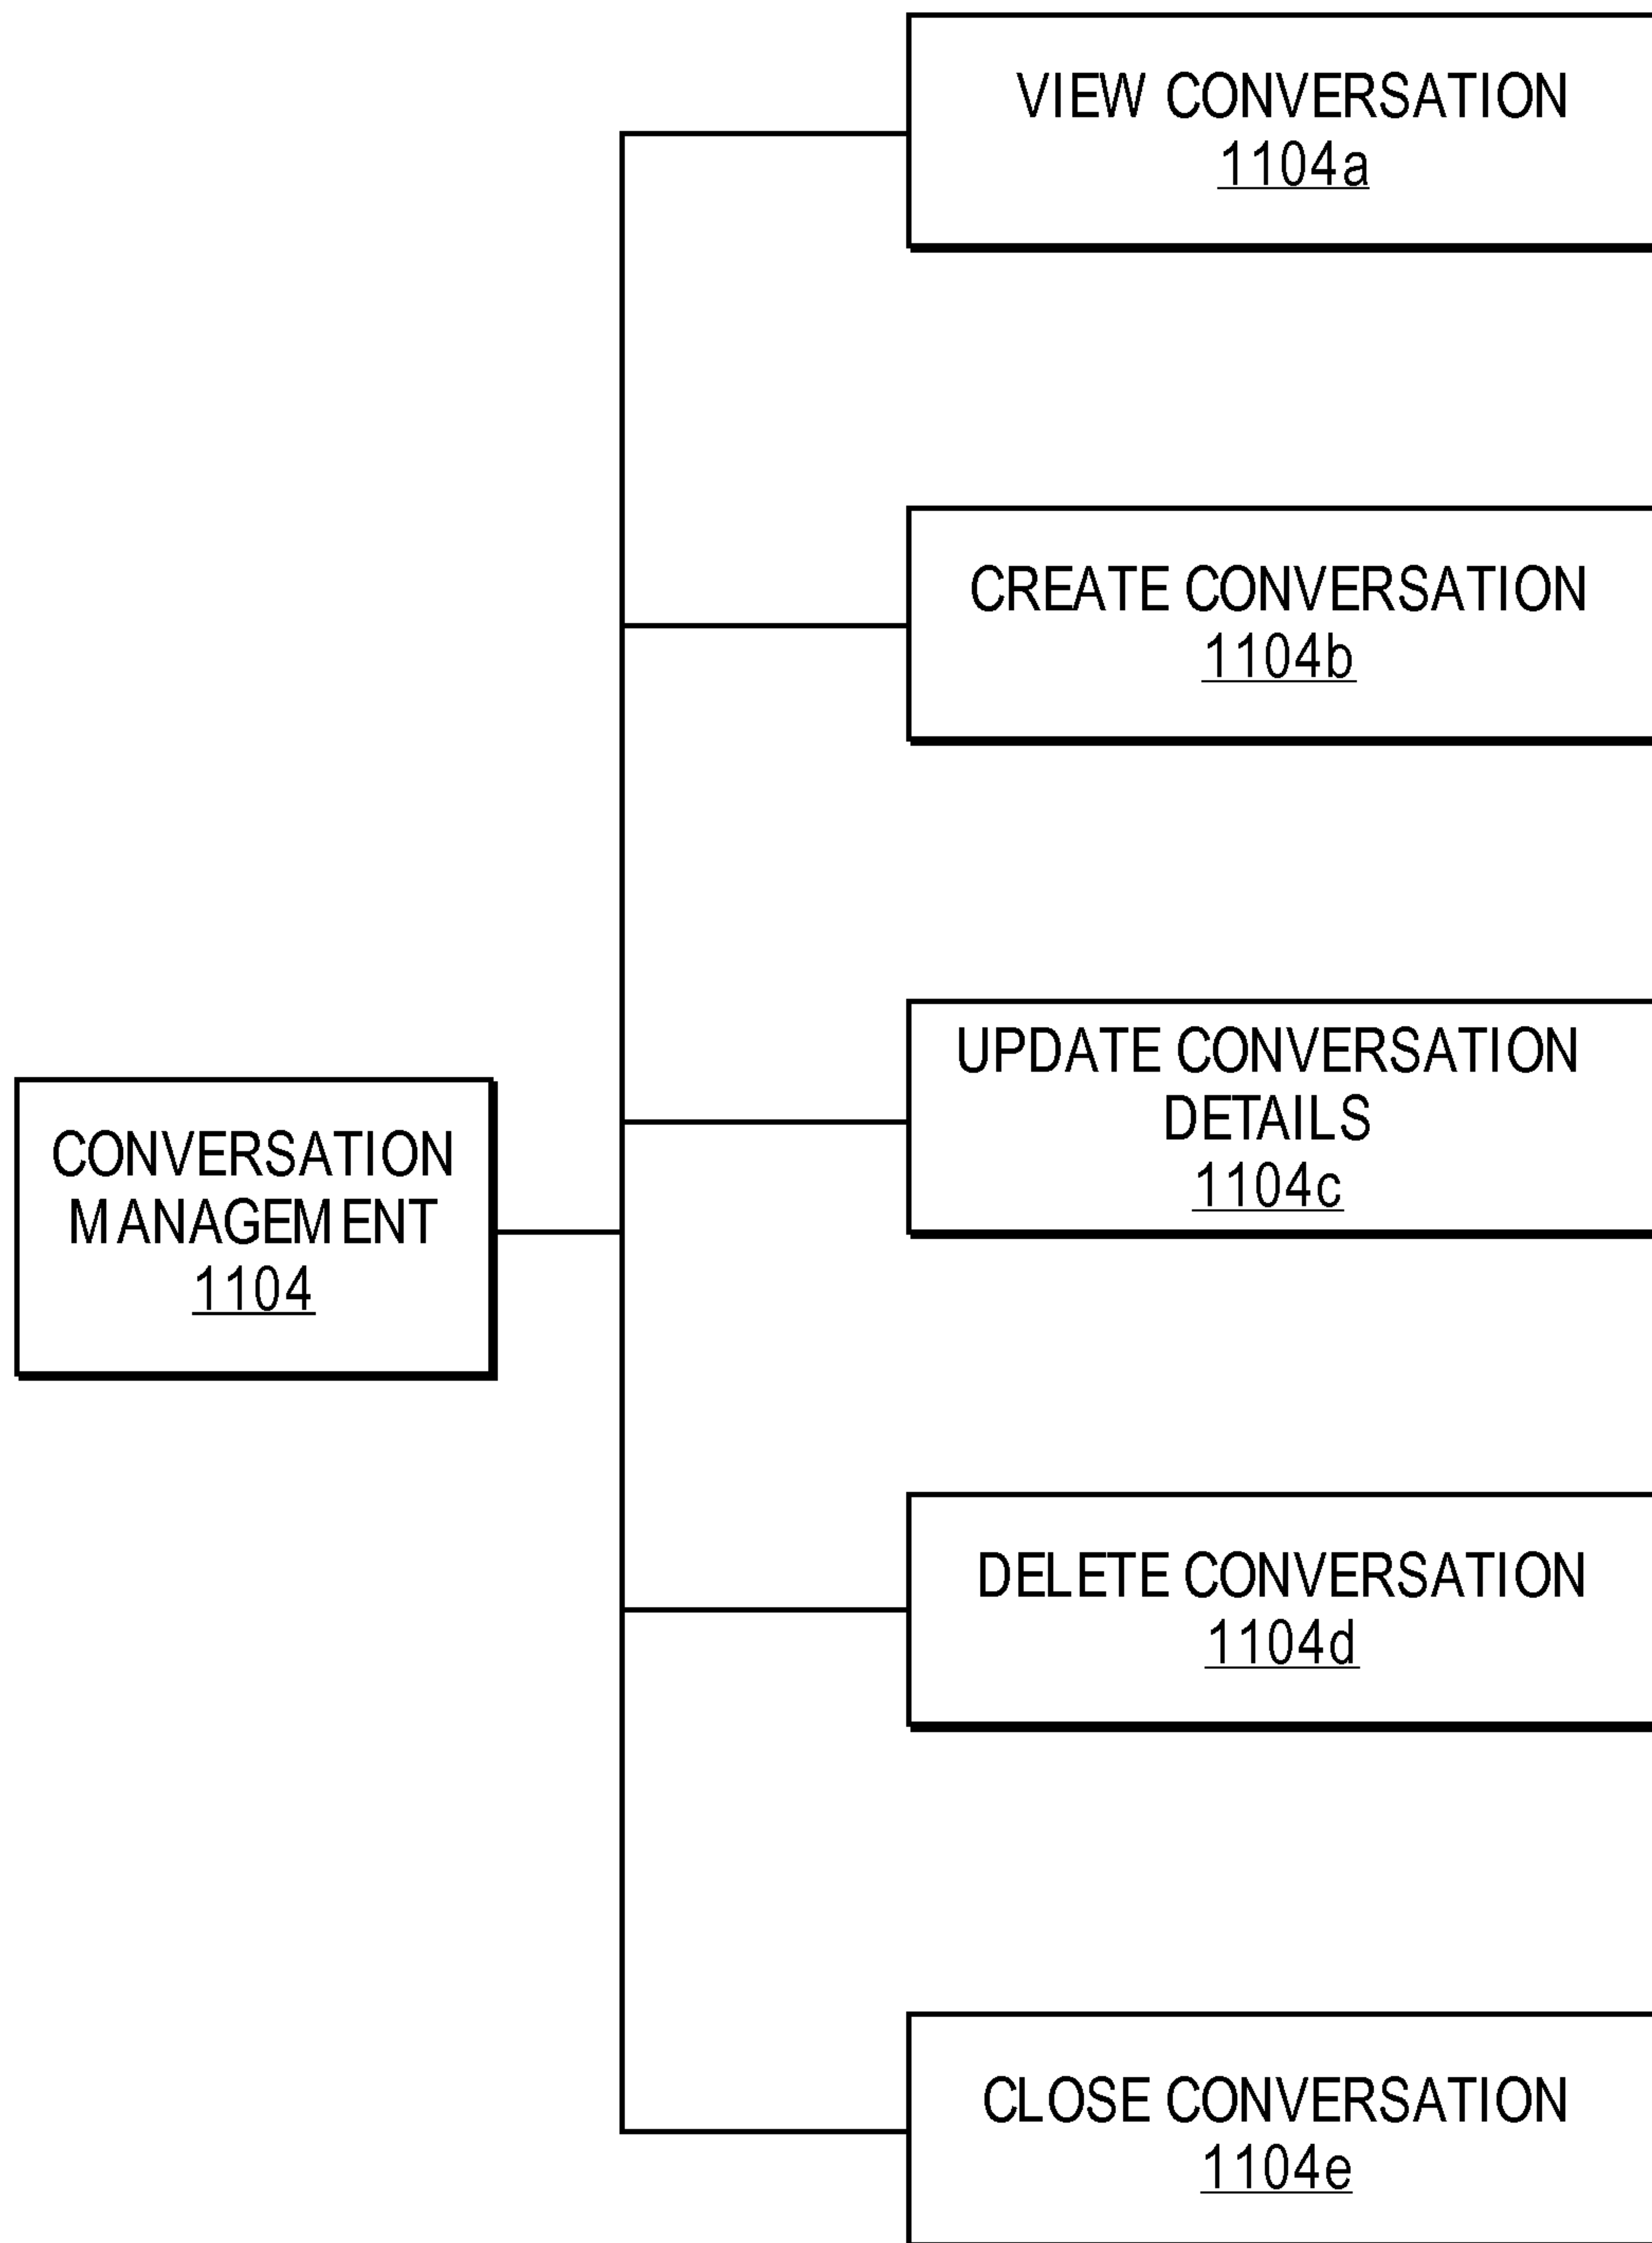 VIEW CONVERSATION
1104a
CREATE CONVERSATION
1104b
UPDATE CONVERSATION
DETAILS
1104c
CONVERSATION
MANAGEMENT
1104
DELETE CONVERSATION
1104d
CLOSE CONVERSATION
1104e